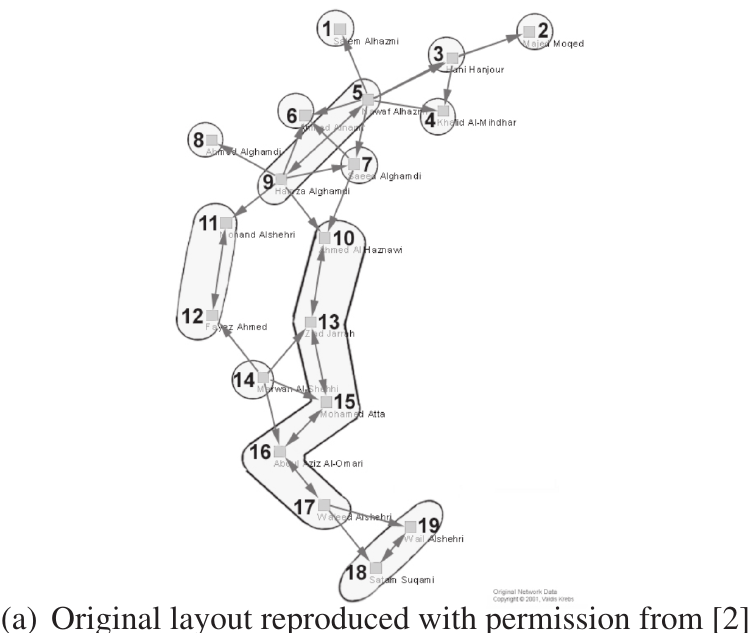 1
Salem Alhazmi
2
Majed Moqed
3
Hani Hanjour
5
Nawaf Alhazmi
6
4
Khalid Al-Mihdhar
8
Ahmed Alghamdi
7
Saeed Alghamdi
9
Hamza Alghamdi
11
Mohand Alshehri
10
Ahmed Al Haznawi
12
Fayez Ahmed
13
Ziad Jarrah
14
Marwan Al-Shehhi
15
Mohamed Atta
16
Abdul Aziz Al-Omari
17
Waleed Alshehri
19
Wail Alshehri
18
Satam Suqami
Original Network Data
Copyright © 2001, Valdis Krebs
(a) Original layout reproduced with permission from [2]